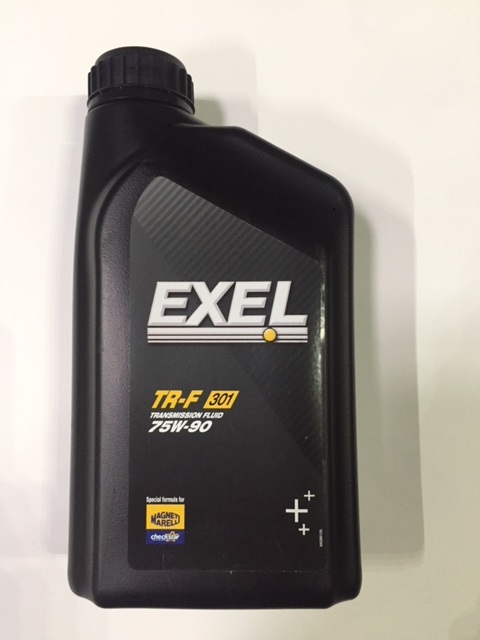 EXEL
TR-F 301
TRANSMISSION FLUID
75W-90
Special formula for
MAGNETI
MARELLI
checkstar